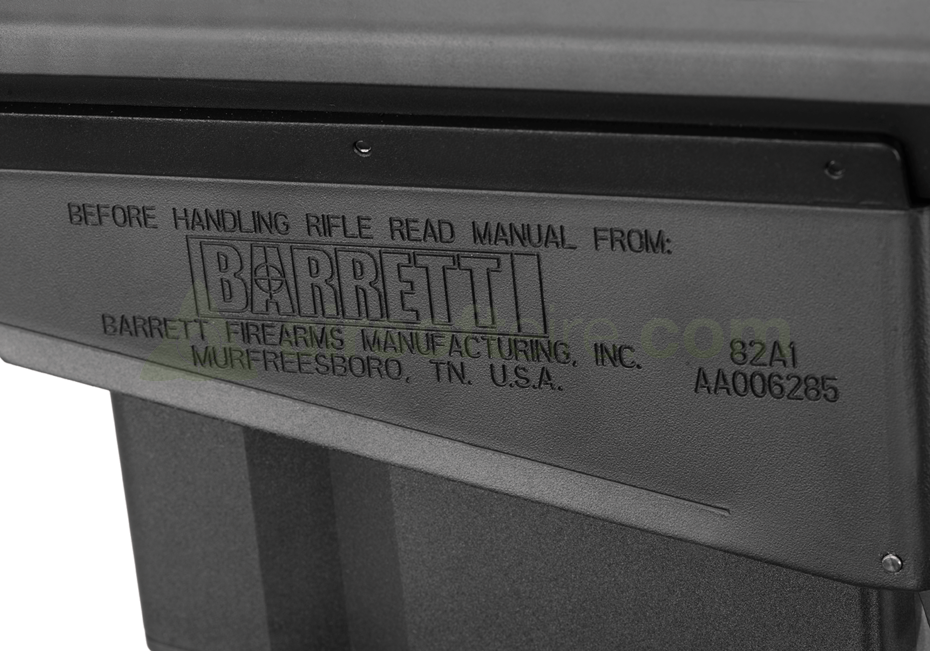 BEFORE HANDLING RIFLE READ MANUAL FROM:
BARRETT
BARRETT FIREARMS MANUFACTURING, INC.
MURFREESBORO, TN. U.S.A.
82A1
AA006285